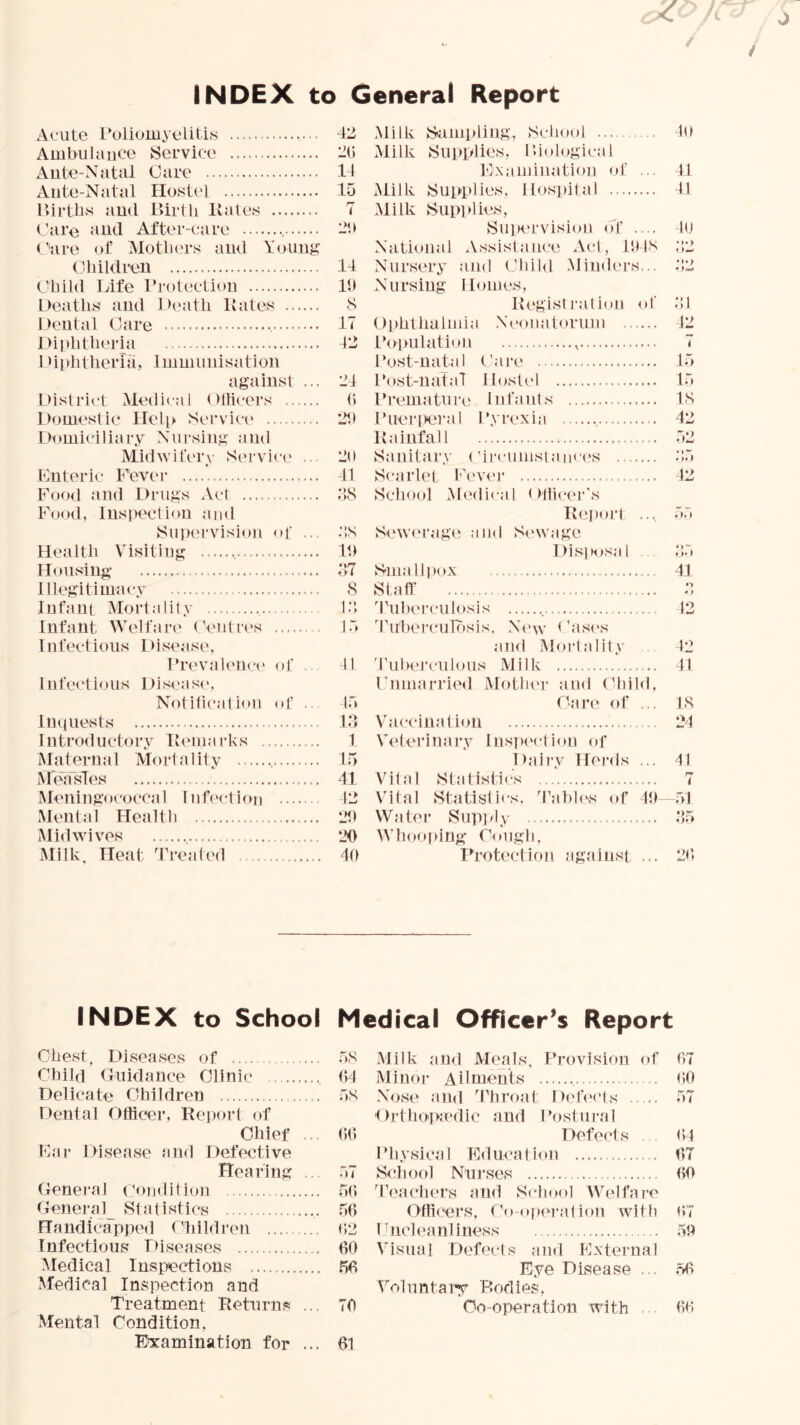 INDEX to General Report
Acute Poliomyelitis ... 42
Ambulance Service ... 26
Ante-Natal Care ... 14
Ante-Natal Hostel ... 15
Births and Birth Rates ... 7
Care and After-care ... 29
Care of Mothers and Young
Children ... 14
Child Life Protection ... 19
Deaths and Death Rates ... 8
Dental Care ... 17
Diphtheria ... 42
Diphtheria, Immunisation
against ... 24
District Medical Officers ... 6
Domestic Help Service ... 29
Domiciliary Nursing and
Midwifery Service ... 20
Enteric Fever ... 41
Food and Drugs Act ... 38
Food, Inspection and
Supervision of ... 38
Health Visiting ... 19
Housing ... 37
Illegitimacy ... 8
Infant Mortality ... 13
Infant Welfare Centres ... 15
Infectious Disease,
Prevalence of ... 41
Infectious Disease,
Notification of ... 45
Inquests ... 13
Introductory Remarks ... 1
Maternal Mortality ... 15
Measles ... 41
Meningococcal Infection ... 42
Mental Health ... 29
Midwives ... 20
Milk, Heat Treated ... 40
Milk Sampling, School ... 40
Milk Supplies, Biological
Examination of ... 41
Milk Supplies, Hospital ... 41
Milk Supplies,
Supervision of .... 40
National Assistance Act, 1948 32
Nursery and Child Minders... 32
Nursing Homes,
Registration of 31
Ophthalmia Neonatorum ... 42
Population ... 7
Post-natal Care ... 15
Post-natal Hostel ... 15
Premature Infants ... 18
Puerperal Pyrexia ... 42
Rainfall ... 52
Sanitary Circumstances ... 35
Scarlet Fever ... 42
School Medical Officer's
Report ... 55
Sewerage and Sewage
Disposal ... 35
Smallpox ... 41
Staff ... 3
Tuberculosis ... 42
Tuberculosis, New Cases
and Mortality 42
Tuberculous Milk ... 41
Unmarried Mother and Child,
Care of ... 18
Vaccination ... 24
Veterinary Inspection of
Dairy Herds ... 41
Vital Statistics ... 7
Vital Statistics, Tables of 49—51
Water Supply ... 35
Whooping Cough,
Protection against ... 26
INDEX to School Medical Officer's Report
Chest, Diseases of ... 58
Child Guidance Clinic ... 64
Delicate Children ... 58
Dental Officer, Report of
Chief ... 66
Ear Disease and Defective
Hearing ... 57
General Condition ... 56
General Statistics ... 56
Handicapped Children ... 62
Infectious Diseases ... 60
Medical Inspections ... 56
Medical Inspection and
Treatment Returns ... 70
Mental Condition,
Examination for ... 61
Milk and Meals, Provision of 67
Minor Ailments ... 60
Nose and Throat Defects ... 57
Orthopædic and Postural
Defects ... 64
Physical Education ... 67
School Nurses ... 60
Teachers and School Welfare
Officers, Co-operation with 67
Uncleanliness ... 59
Visual Defects and External
Eye Disease ... 56
Voluntary Bodies,
Co-operation with ... 66